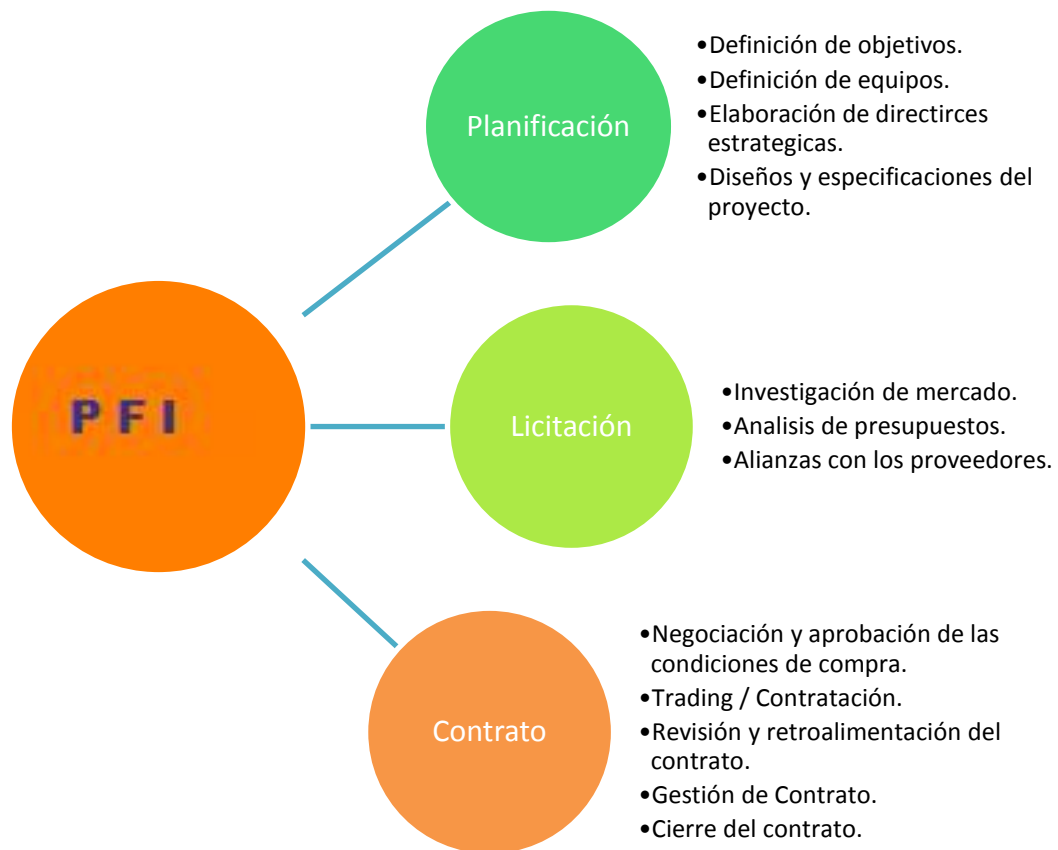 Planificación
•Definición de objetivos.
•Definición de equipos.
•Elaboración de directirces
estrategicas.
•Diseños y especificaciones del
proyecto.
P F I
Licitación
•Investigación de mercado.
•Analisis de presupuestos.
•Alianzas con los proveedores.
Contrato
•Negociación y aprobación de las
condiciones de compra.
•Trading / Contratación.
•Revisión y retroalimentación del
contrato.
•Gestión de Contrato.
•Cierre del contrato.